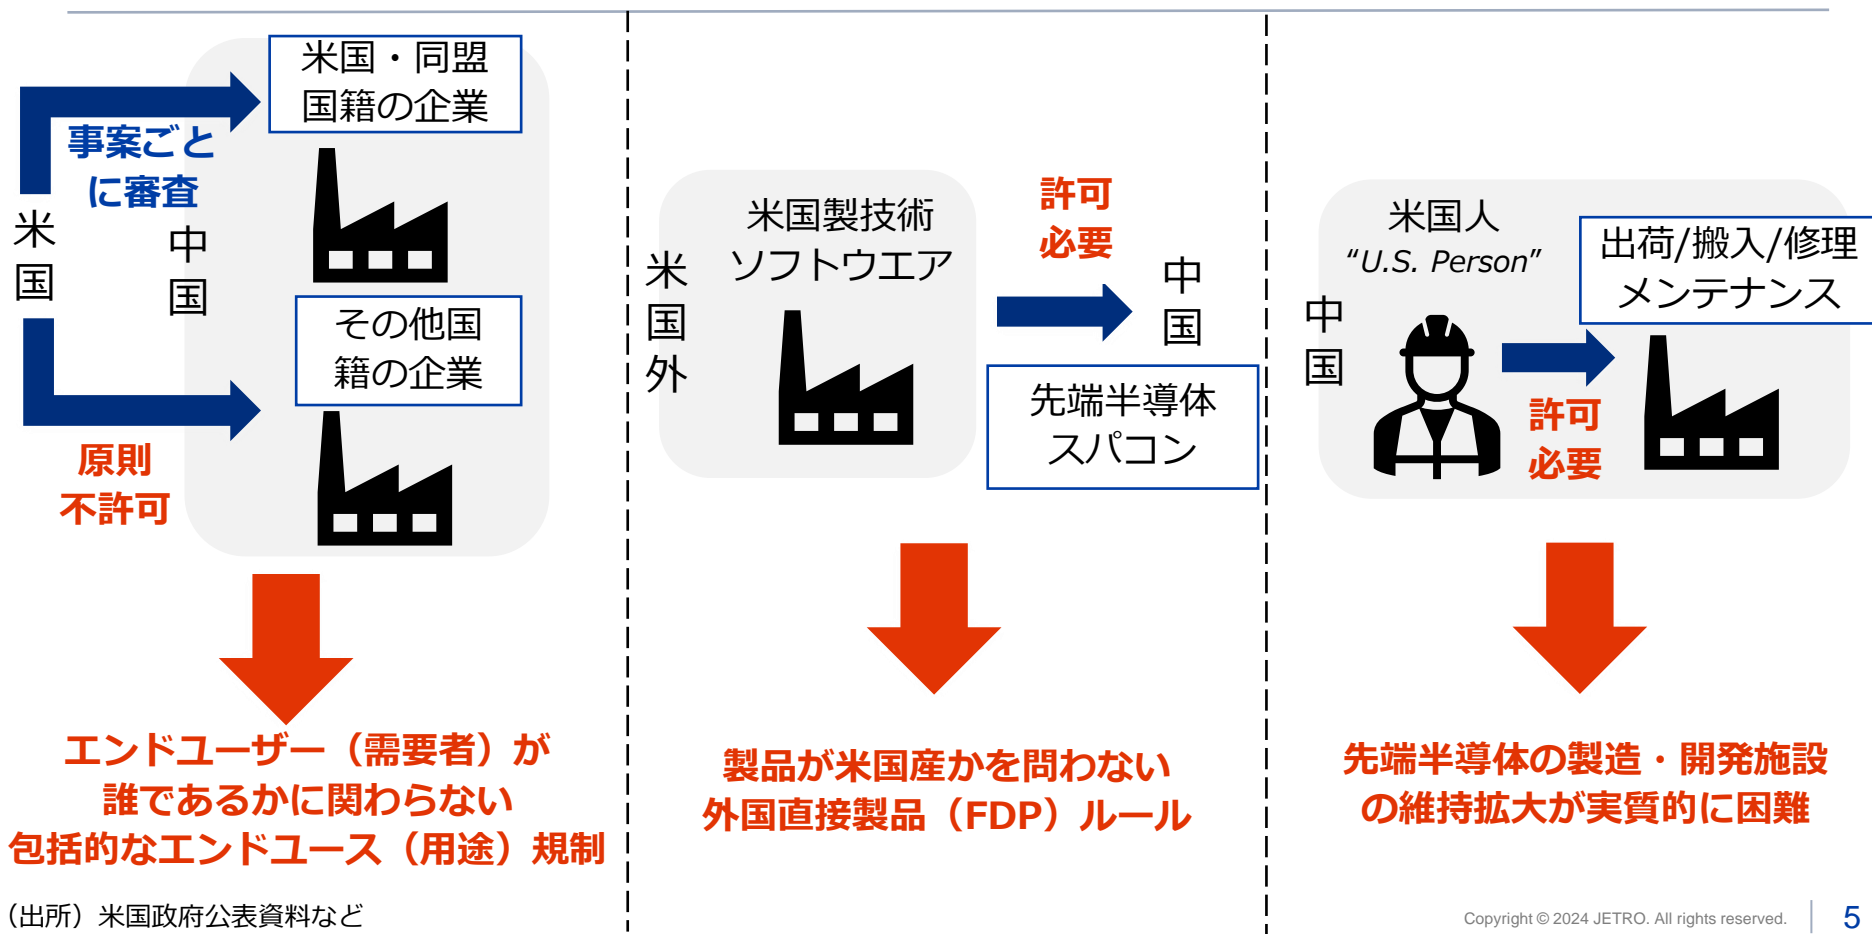 米国・同盟
国籍の企業
事案ごと
に審査
米国
中国
その他国
籍の企業
原則
不許可
エンドユーザー（需要者）が
誰であるかに関わらない
包括的なエンドユース（用途）規制
米国製技術
ソフトウエア
米国外
許可
必要
中国
先端半導体
スパコン
製品が米国産かを問わない
外国直接製品（FDP）ルール
米国人
“U.S. Person”
出荷/搬入/修理
メンテナンス
中国
許可
必要
先端半導体の製造・開発施設
の維持拡大が実質的に困難
（出所）米国政府公表資料など
Copyright © 2024 JETRO. All rights reserved.
5